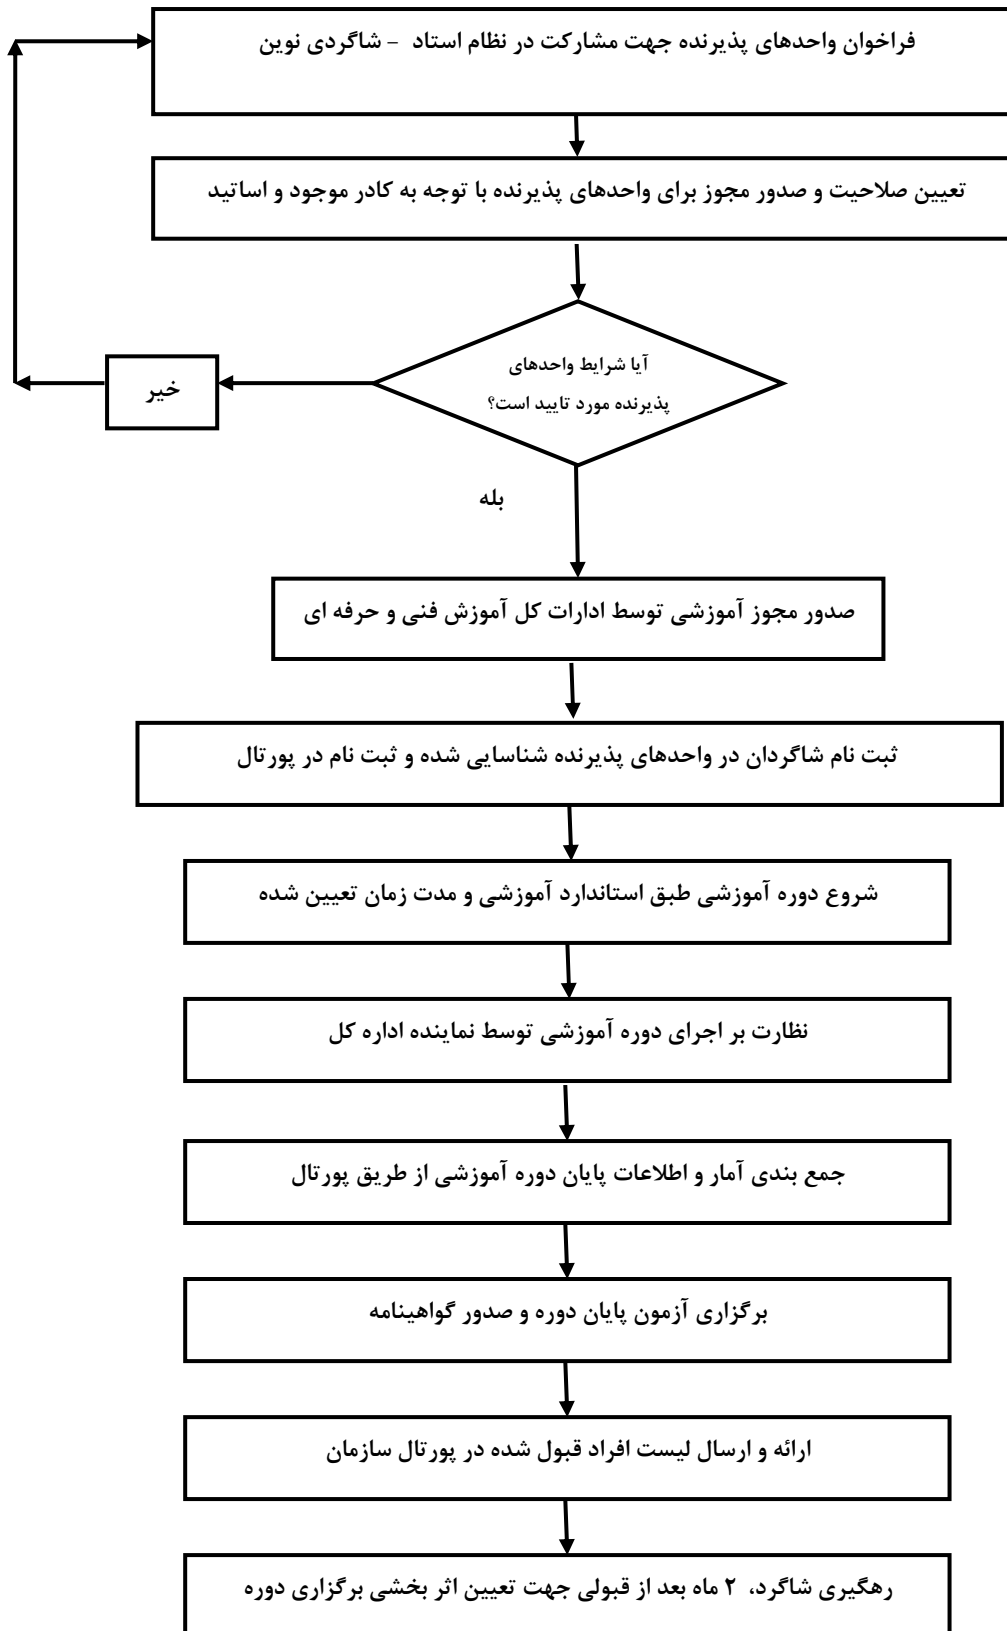 فراخوان واحدهای پذیرنده جهت مشارکت در نظام استاد - شاگردی نوین
تعیین صلاحیت و صدور مجوز برای واحدهای پذیرنده با توجه به کادر موجود و اساتید
آیا شرایط واحدهای
پذیرنده مورد تایید است؟
خیر
بله
صدور مجوز آموزشی توسط ادارات کل آموزش فنی و حرفه ای
ثبت نام شاگردان در واحدهای پذیرنده شناسایی شده و ثبت نام در پورتال
شروع دوره آموزشی طبق استاندارد آموزشی و مدت زمان تعیین شده
نظارت بر اجرای دوره آموزشی توسط نماینده اداره کل
جمع بندی آمار و اطلاعات پایان دوره آموزشی از طریق پورتال
برگزاری آزمون پایان دوره و صدور گواهینامه
ارائه و ارسال لیست افراد قبول شده در پورتال سازمان
رهگیری شاگرد، ۲ ماه بعد از قبولی جهت تعیین اثر بخشی برگزاری دوره